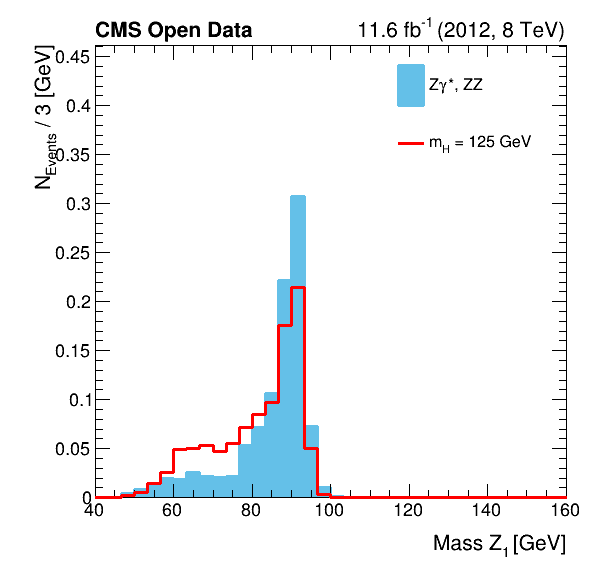 CMS Open Data
11.6 fb⁻¹ (2012, 8 TeV)
N_Events / 3 [GeV]
0.45
0.4
0.35
0.3
0.25
0.2
0.15
0.1
0.05
0
Zγ*, ZZ
m_H = 125 GeV
40 60 80 100 120 140 160
Mass Z₁ [GeV]